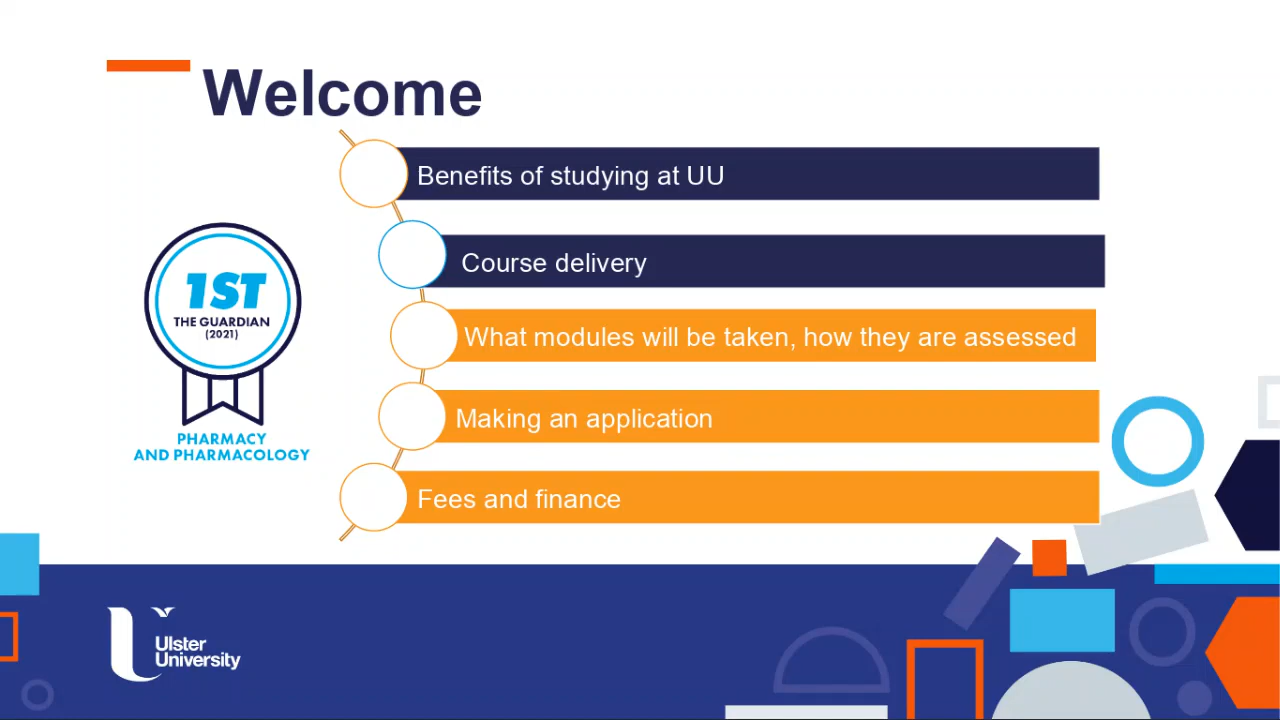 Welcome
Benefits of studying at UU
Course delivery
What modules will be taken, how they are assessed
Making an application
Fees and finance
1ST
THE GUARDIAN
(2021)
PHARMACY
AND PHARMACOLOGY
Ulster
University